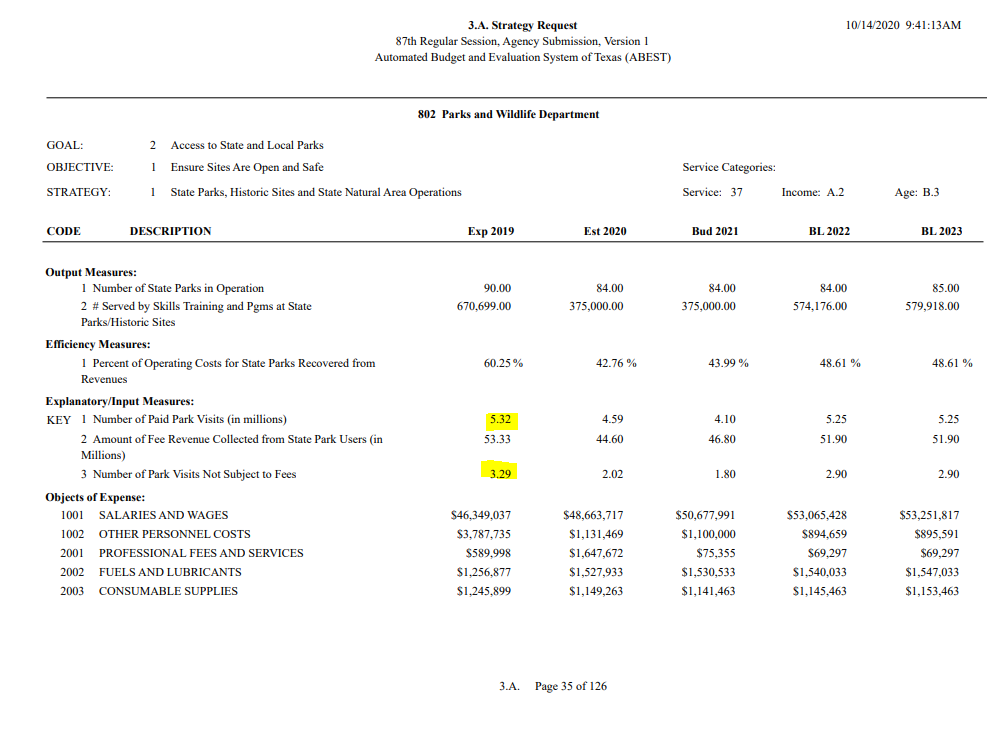 3.A. Strategy Request 10/14/2020 9:41:13AM
87th Regular Session, Agency Submission, Version 1
Automated Budget and Evaluation System of Texas (ABEST)
802 Parks and Wildlife Department
GOAL: 2 Access to State and Local Parks
OBJECTIVE: 1 Ensure Sites Are Open and Safe Service Categories:
STRATEGY: 1 State Parks, Historic Sites and State Natural Area Operations Service: 37 Income: A.2 Age: B.3
CODE DESCRIPTION Exp 2019 Est 2020 Bud 2021 BL 2022 BL 2023
Output Measures:
1 Number of State Parks in Operation 90.00 84.00 84.00 84.00 85.00
2 # Served by Skills Training and Pgms at State 670,699.00 375,000.00 375,000.00 574,176.00 579,918.00
Parks/Historic Sites
Efficiency Measures:
1 Percent of Operating Costs for State Parks Recovered from 60.25 % 42.76 % 43.99 % 48.61 % 48.61 %
Revenues
Explanatory/Input Measures:
KEY 1 Number of Paid Park Visits (in millions) 5.32 4.59 4.10 5.25 5.25
2 Amount of Fee Revenue Collected from State Park Users (in 53.33 44.60 46.80 51.90 51.90
Millions)
3 Number of Park Visits Not Subject to Fees 3.29 2.02 1.80 2.90 2.90
Objects of Expense:
1001 SALARIES AND WAGES $46,349,037 $48,663,717 $50,677,991 $53,065,428 $53,251,817
1002 OTHER PERSONNEL COSTS $3,787,735 $1,131,469 $1,100,000 $894,659 $895,591
2001 PROFESSIONAL FEES AND SERVICES $589,998 $1,647,672 $75,355 $69,297 $69,297
2002 FUELS AND LUBRICANTS $1,256,877 $1,527,933 $1,530,533 $1,540,033 $1,547,033
2003 CONSUMABLE SUPPLIES $1,245,899 $1,149,263 $1,141,463 $1,145,463 $1,153,463
3.A. Page 35 of 126